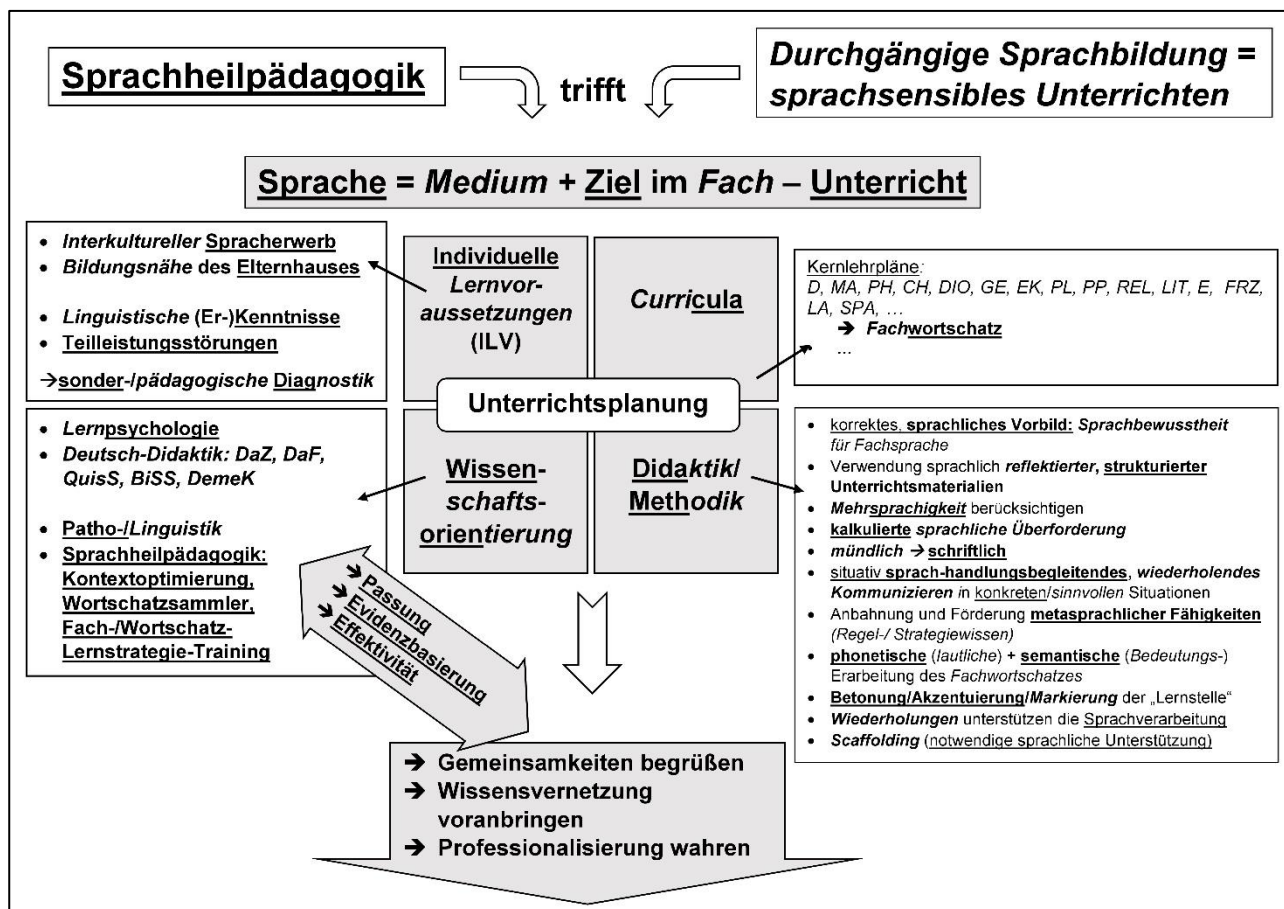 Sprachheilpädagogik
trifft
Durchgängige Sprachbildung =
sprachsensibles Unterrichten
Sprache = Medium + Ziel im Fach – Unterricht
• Interkultureller Spracherwerb
• Bildungsnähe des Elternhauses
• Linguistische (Er-)Kenntnisse
• Teilleistungsstörungen
→sonder-/pädagogische Diagnostik
Individuelle
Lernvor-
aussetzungen
(ILV)
Curricula
Kernlehrpläne:
D, MA, PH, CH, DIO, GE, EK, PL, PP, REL, LIT, E, FRZ,
LA, SPA, …
➔ Fachwortschatz
...
Unterrichtsplanung
• Lernpsychologie
• Deutsch-Didaktik: DaZ, DaF,
QuisS, BiSS, DemeK
• Patho-/Linguistik
• Sprachheilpädagogik:
Kontextoptimierung,
Wortschatzsammler,
Fach-/Wortschatz-
Lernstrategie-Training
Wissen-
schafts-
orientierung
Didaktik/
Methodik
• korrektes, sprachliches Vorbild: Sprachbewusstheit
für Fachsprache
• Verwendung sprachlich reflektierter, strukturierter
Unterrichtsmaterialien
• Mehrsprachigkeit berücksichtigen
• kalkulierte sprachliche Überforderung
• mündlich → schriftlich
• situativ sprach-handlungsbegleitendes, wiederholendes
Kommunizieren in konkreten/sinnvollen Situationen
• Anbahnung und Förderung metasprachlicher Fähigkeiten
(Regel-/ Strategiewissen)
• phonetische (lautliche) + semantische (Bedeutungs-)
Erarbeitung des Fachwortschatzes
• Betonung/Akzentuierung/Markierung der „Lernstelle“
• Wiederholungen unterstützen die Sprachverarbeitung
• Scaffolding (notwendige sprachliche Unterstützung)
➔ Passung
➔ Evidenzbasierung
➔ Effektivität
➔ Gemeinsamkeiten begrüßen
➔ Wissensvernetzung
voranbringen
➔ Professionalisierung wahren